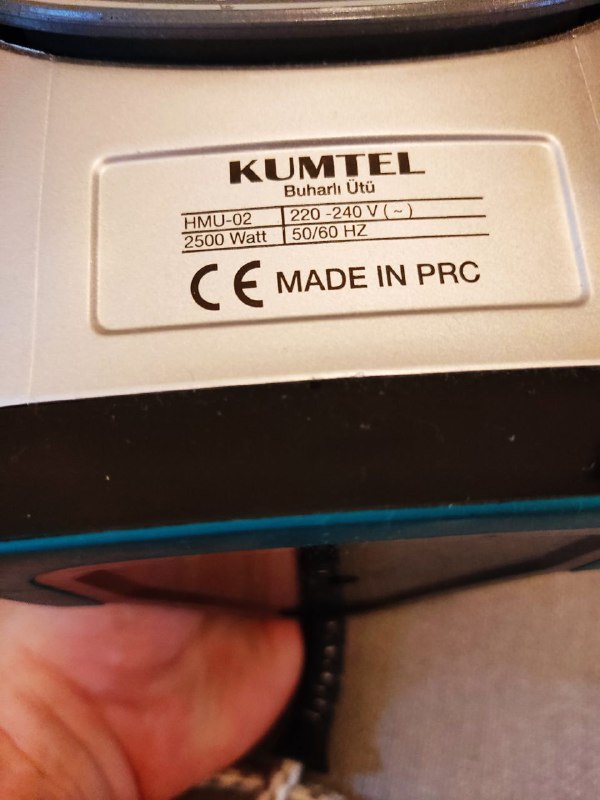 KUMTEL
Buharlı Ütü
HMU-02 220 -240 V (~)
2500 Watt 50/60 HZ
CE MADE IN PRC